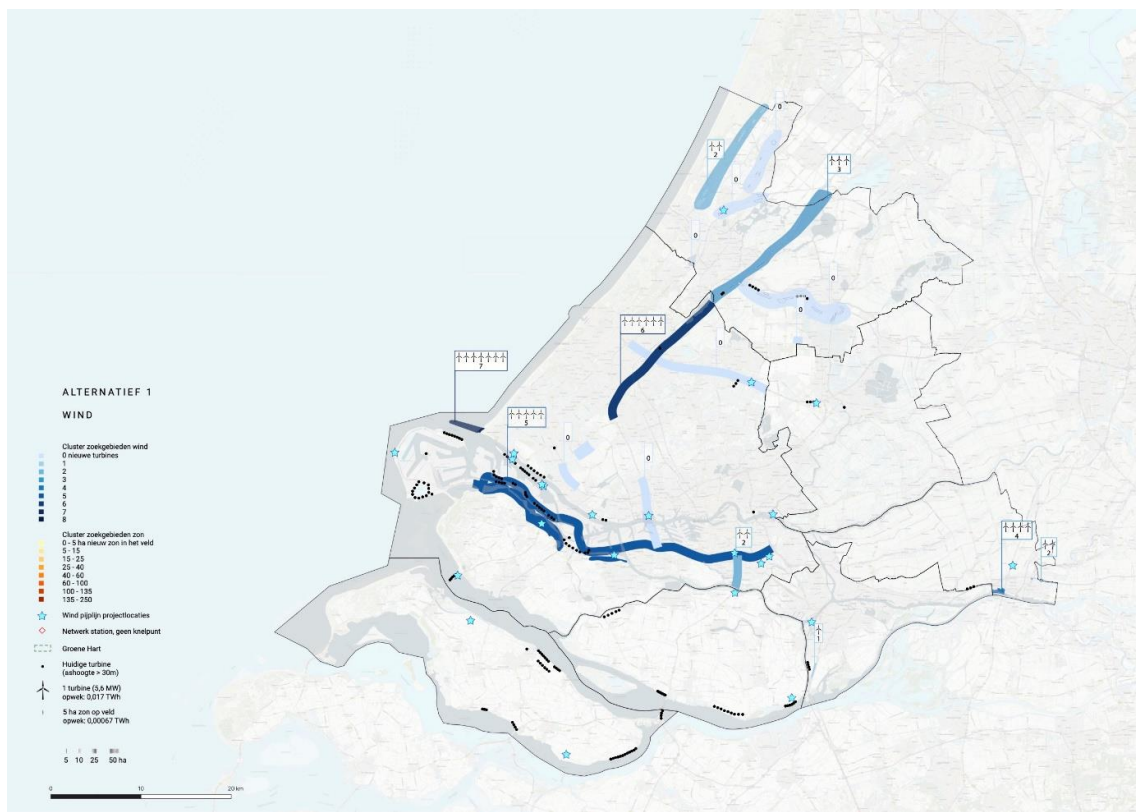 ALTERNATIEF 1
WIND
Cluster zoekgebieden wind
0 nieuwe turbines
1
2
3
4
5
6
7
8
Cluster zoekgebieden zon
0 - 5 ha nieuw zon in het veld
5 - 15
15 - 25
25 - 40
40 - 60
60 - 100
100 - 135
135 - 250
Wind pijplijn projectlocaties
Netwerk station, geen knelpunt
Groene Hart
Huidige turbine
(ashoogte > 30m)
1 turbine (5,6 MW)
opwek: 0,017 TWh
5 ha zon op veld
opwek: 0,00067 TWh
5 10 25 50 ha
0 10 20 km
0
2
3
0
0
0
0
6
0
7
5
0
0
2
4
2
1